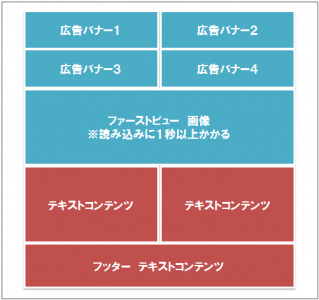 広告バナー1
広告バナー2
広告バナー3
広告バナー4
ファーストビュー 画像
※読み込みに1秒以上かかる
テキストコンテンツ
テキストコンテンツ
フッター テキストコンテンツ